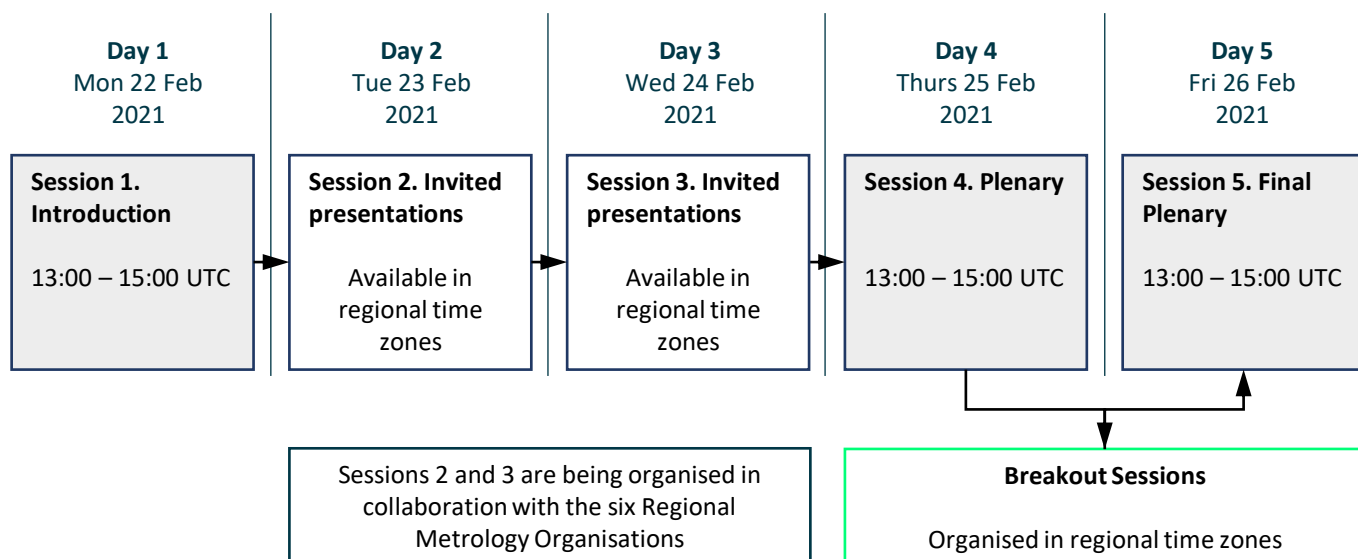 Day 1
Mon 22 Feb
2021
Day 2
Tue 23 Feb
2021
Day 3
Wed 24 Feb
2021
Day 4
Thurs 25 Feb
2021
Day 5
Fri 26 Feb
2021
Session 1.
Introduction
13:00 – 15:00 UTC
Session 2. Invited
presentations
Available in
regional time
zones
Session 3. Invited
presentations
Available in
regional time
zones
Session 4. Plenary
13:00 – 15:00 UTC
Session 5. Final
Plenary
13:00 – 15:00 UTC
Sessions 2 and 3 are being organised in
collaboration with the six Regional
Metrology Organisations
Breakout Sessions
Organised in regional time zones